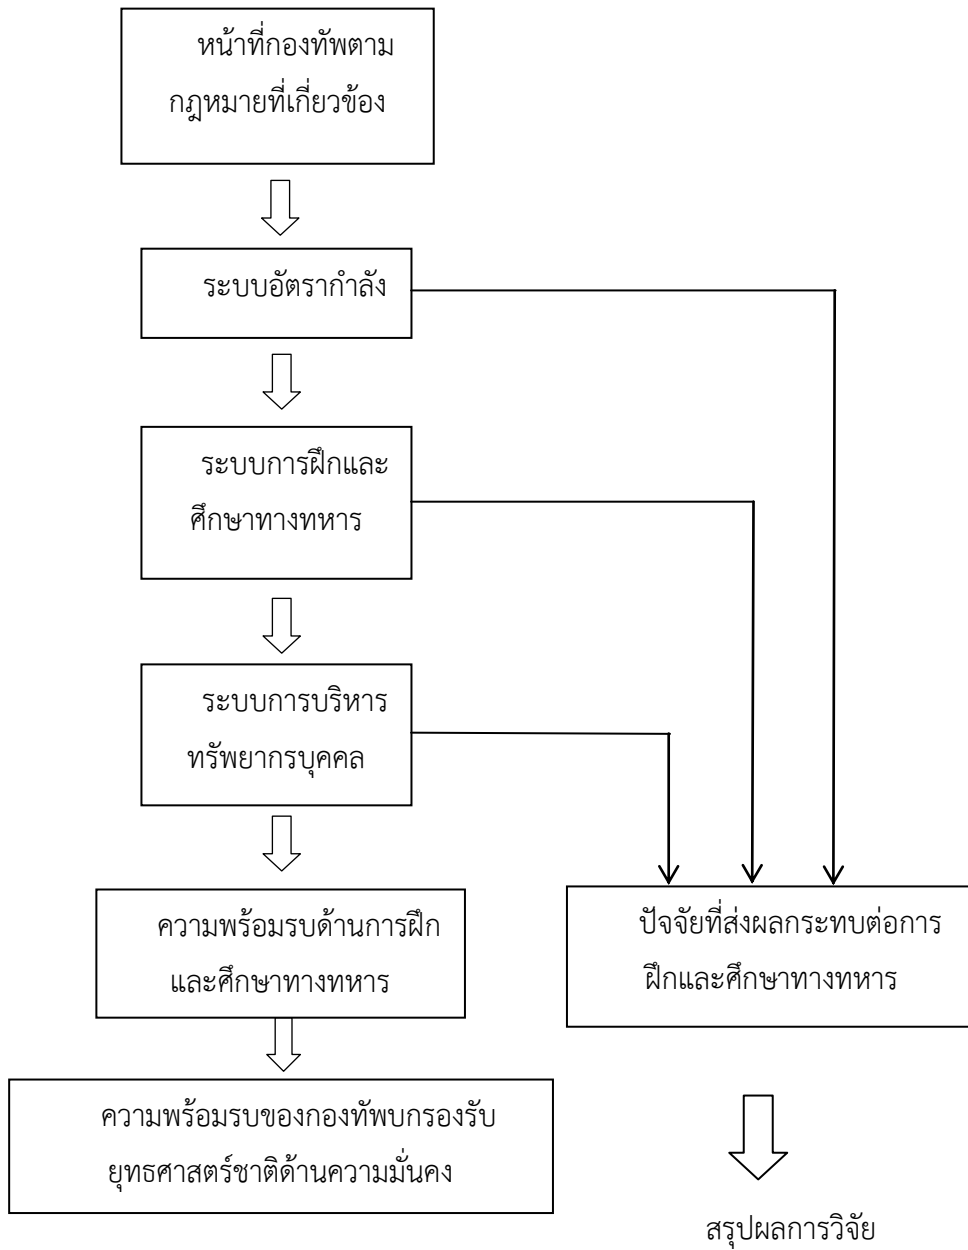 หน้าที่กองทัพตาม
กฎหมายที่เกี่ยวข้อง
ระบบอัตรากำลัง
ระบบการฝึกและ
ศึกษาทางทหาร
ระบบการบริหาร
ทรัพยากรบุคคล
ความพร้อมรบด้านการฝึก
และศึกษาทางทหาร
ปัจจัยที่ส่งผลกระทบต่อการ
ฝึกและศึกษาทางทหาร
ความพร้อมรบของกองทัพบกรองรับ
ยุทธศาสตร์ชาติด้านความมั่นคง
สรุปผลการวิจัย